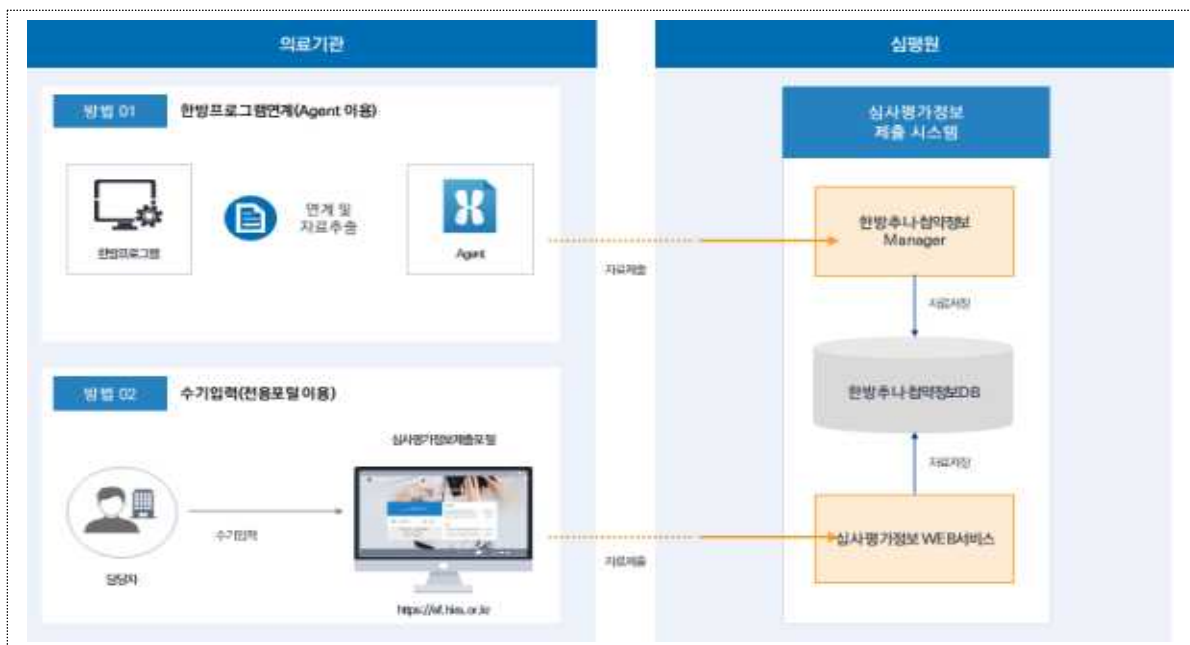 의료기관
심평원
방법 01
한방프로그램연계(Agent 이용)
한방프로그램
연계 및
자료추출
Agent
자료제출
심사평가정보
제출 시스템
한방추나·첩약정보
Manager
자료저장
한방추나·첩약정보DB
방법 02
수기입력(전용포털 이용)
심사평가정보제출포털
담당자
수기입력
https://ef.hira.or.kr
자료제출
자료저장
심사평가정보 WEB서비스